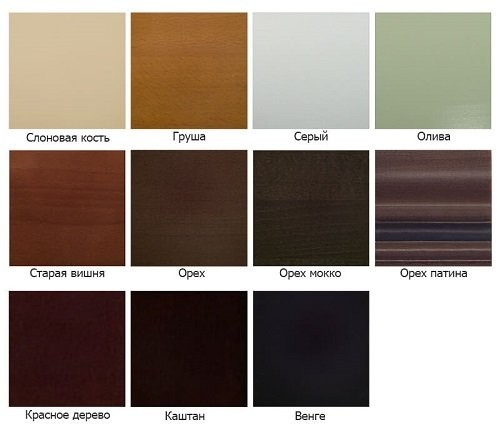 Слоновая кость
Груша
Серый
Олива
Старая вишня
Орех
Орех мокко
Орех патина
Красное дерево
Каштан
Венге